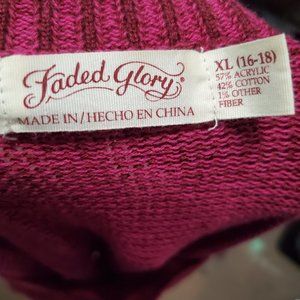 Faded Glory®
MADE IN/HECHO EN CHINA
XL (16-18)
57% ACRYLIC
42% COTTON
1% OTHER
FIBER